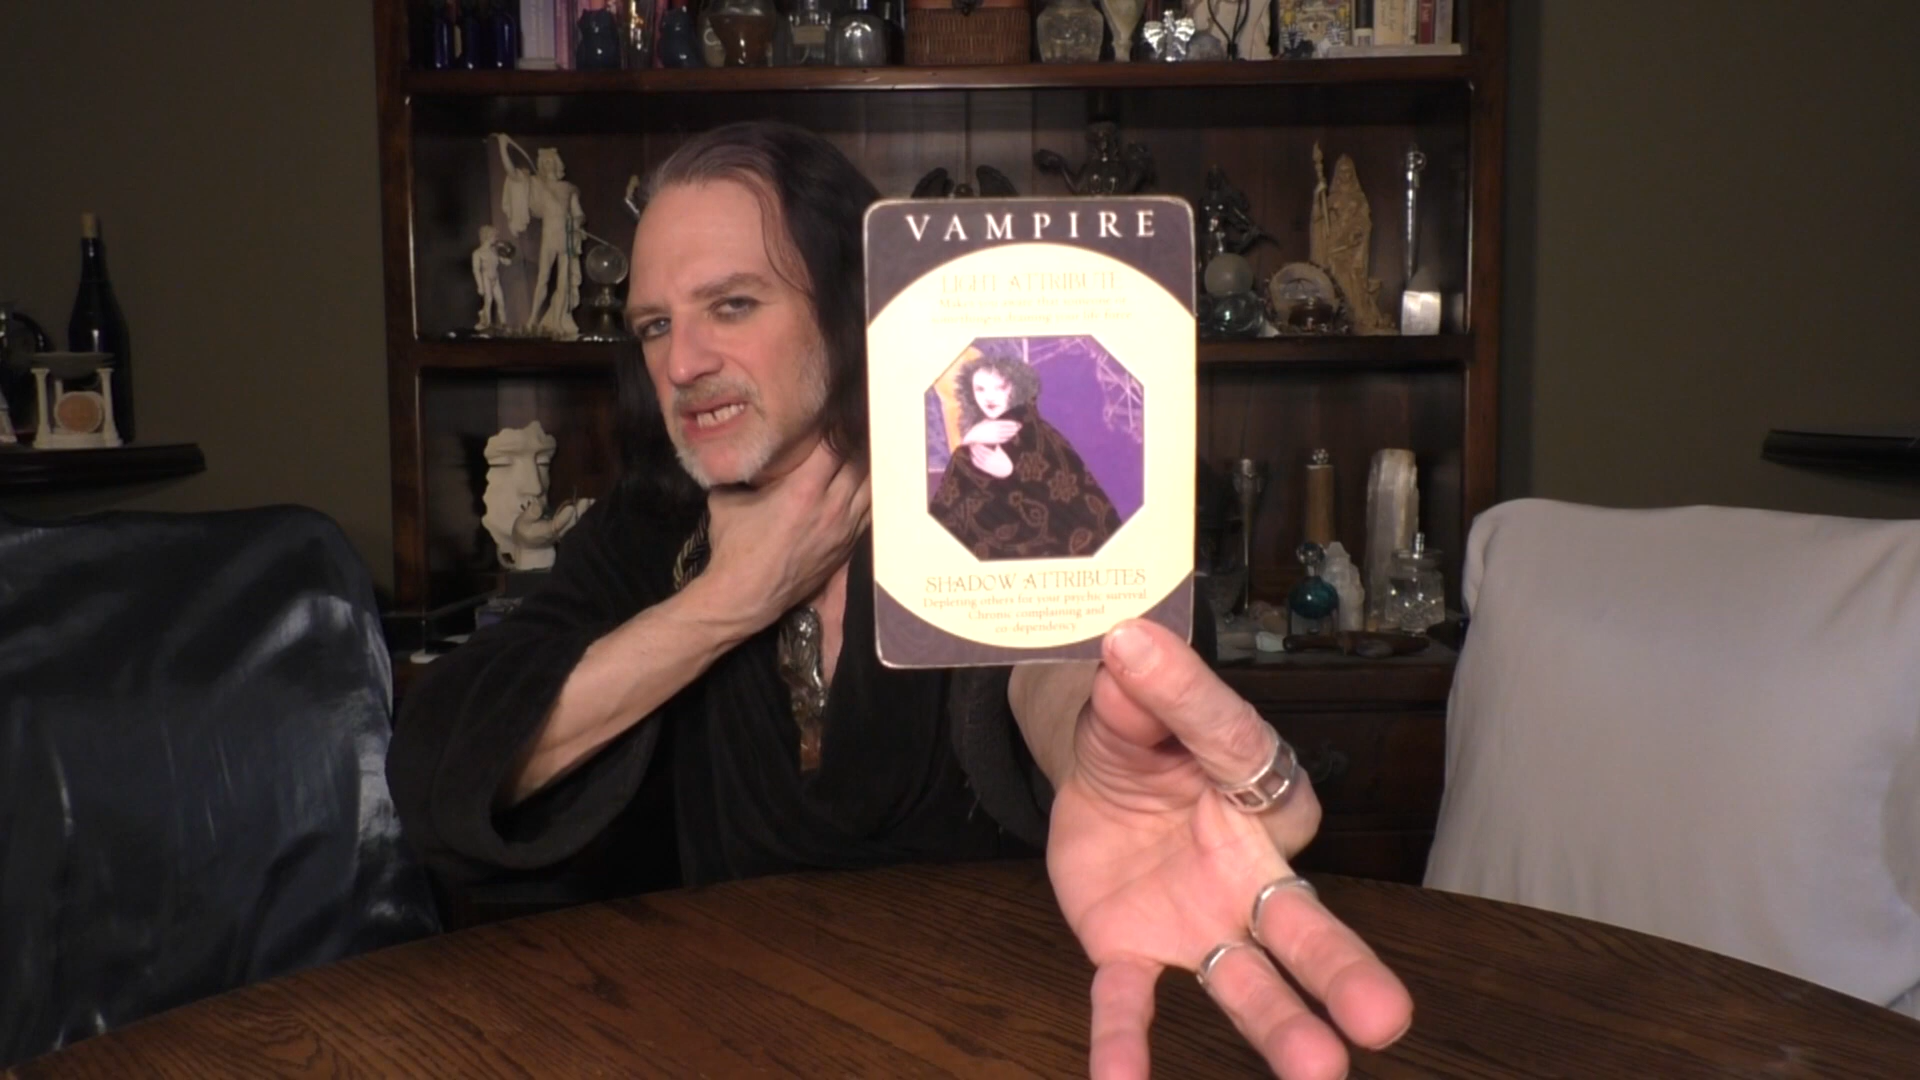 VAMPIRE
LIGHT ATTRIBUTE
SHADOW ATTRIBUTES
Depleting others for your psychic survival
Chronic complaining and
co-dependency